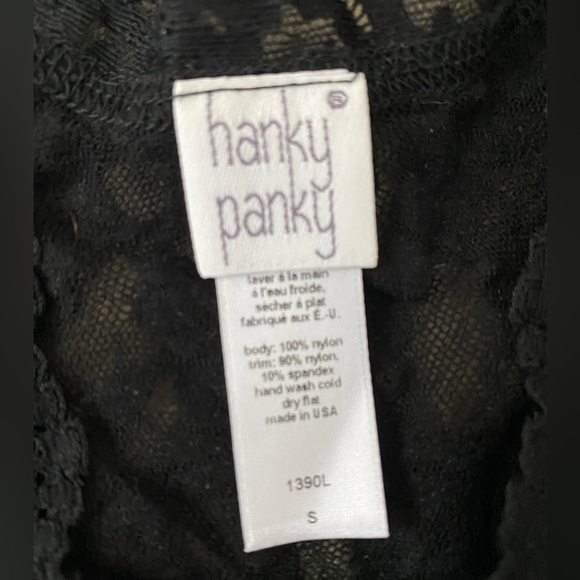 hanky®
panky
laver à la main
à l'eau froide,
sécher à plat
fabriqué aux É.-U.
body: 100% nylon
trim: 90% nylon,
10% spandex
hand wash cold
dry flat
made in USA
1390L
S